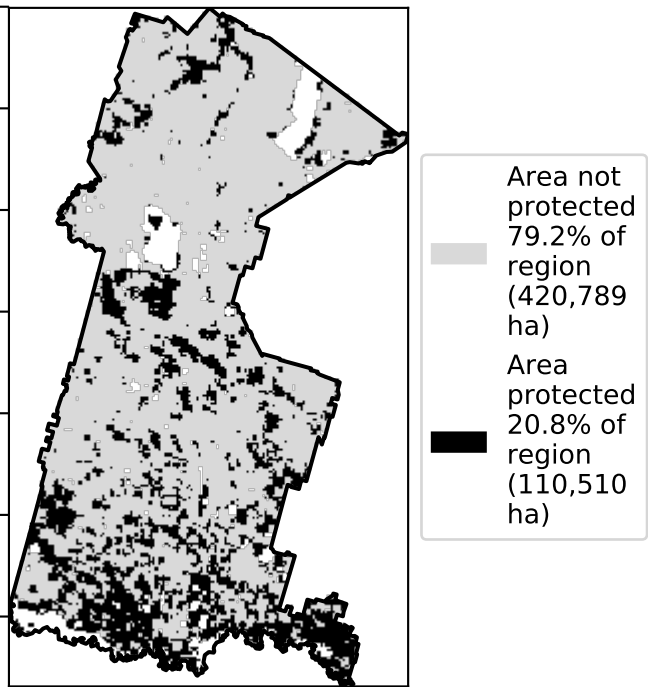 Area not
protected
79.2% of
region
(420,789
ha)
Area
protected
20.8% of
region
(110,510
ha)